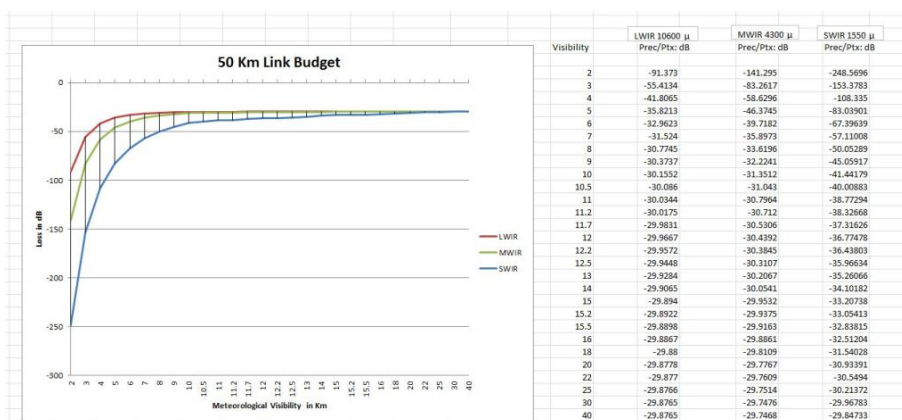 50 Km Link Budget
0
-50
-100
-150
-200
-250
-300
Loss in dB
2 3 4 5 6 7 8 9 10 10.5 11 11.2 11.7 12 12.2 12.5 13 14 15 15.2 15.5 16 18 20 22 25 30 40
Meteorological Visibility in Km
LWIR
MWIR
SWIR
LWIR 10600 µ MWIR 4300 µ SWIR 1550 µ
Visibility Prec/Ptx: dB Prec/Ptx: dB Prec/Ptx: dB
2 -91.373 -141.295 -248.5696
3 -55.4134 -83.2617 -153.3783
4 -41.8065 -58.6296 -108.335
5 -35.8213 -46.3745 -83.03901
6 -32.9623 -39.7182 -67.39639
7 -31.524 -35.8973 -57.11008
8 -30.7745 -33.6196 -50.05289
9 -30.3737 -32.2241 -45.05917
10 -30.1552 -31.3512 -41.44179
10.5 -30.086 -31.043 -40.00883
11 -30.0344 -30.7964 -38.77294
11.2 -30.0175 -30.712 -38.32668
11.7 -29.9831 -30.5306 -37.31626
12 -29.9667 -30.4392 -36.77478
12.2 -29.9572 -30.3845 -36.43803
12.5 -29.9448 -30.3107 -35.96634
13 -29.9284 -30.2067 -35.26066
14 -29.9065 -30.0541 -34.10182
15 -29.894 -29.9532 -33.20738
15.2 -29.8922 -29.9375 -33.05413
15.5 -29.8898 -29.9163 -32.83815
16 -29.8867 -29.8861 -32.51204
18 -29.88 -29.8109 -31.54028
20 -29.8778 -29.7767 -30.93391
22 -29.877 -29.7609 -30.5494
25 -29.8766 -29.7514 -30.21372
30 -29.8765 -29.7476 -29.96783
40 -29.8765 -29.7468 -29.84733